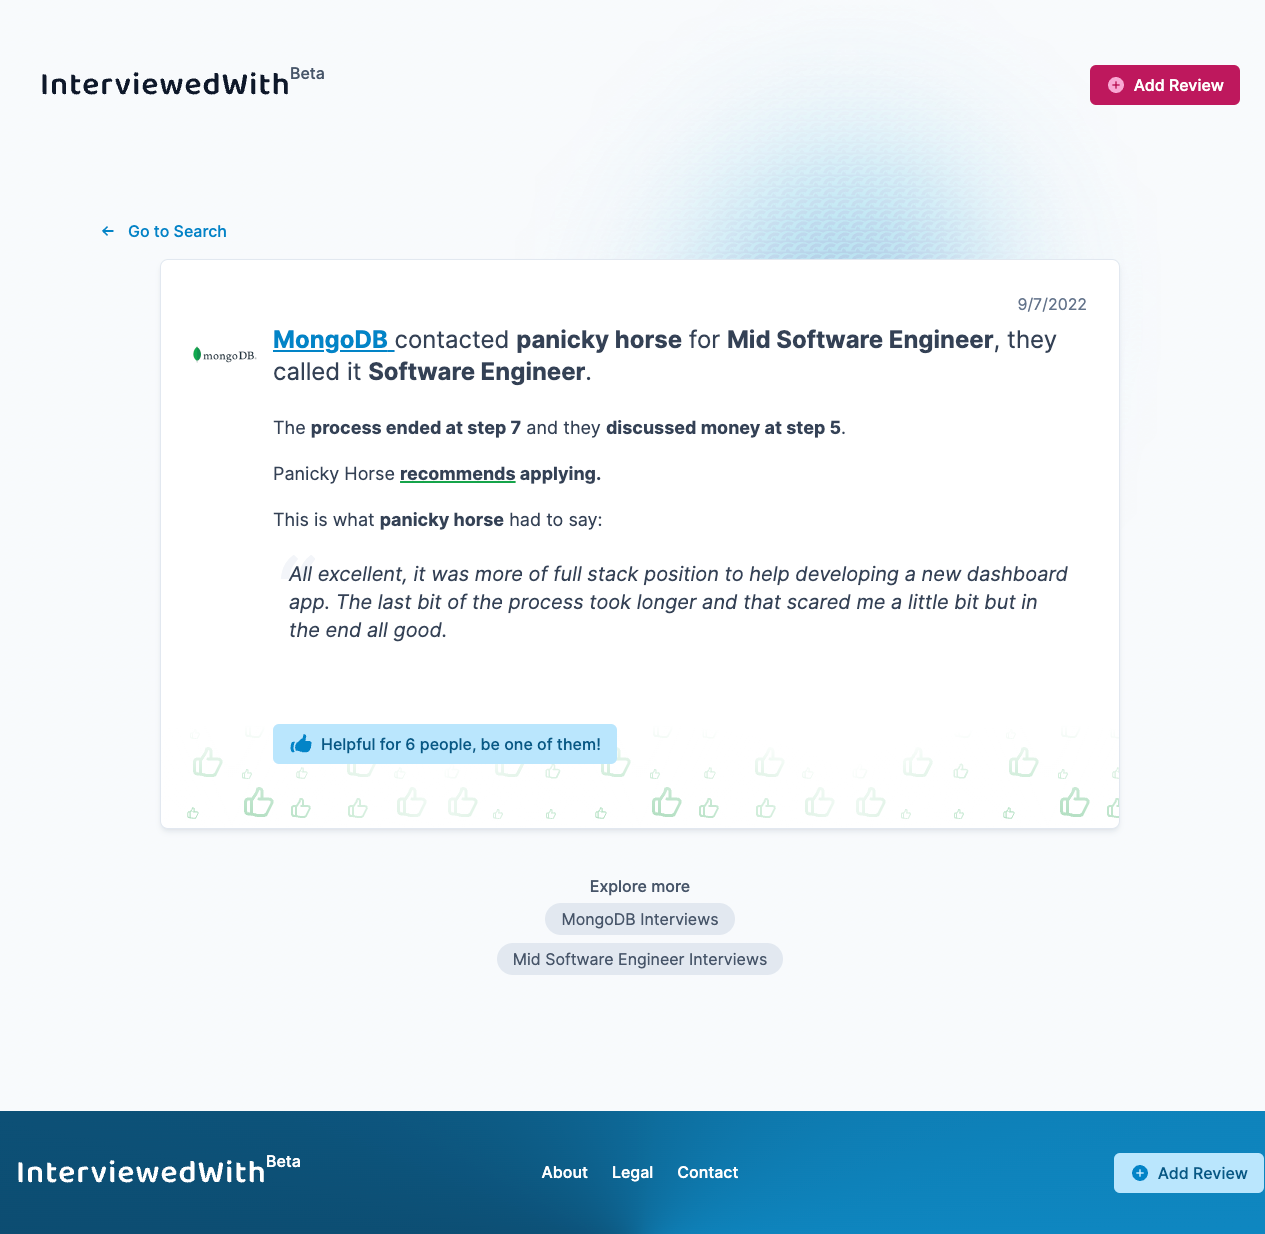 InterviewedWith Beta
Add Review
← Go to Search
9/7/2022
mongoDB.
MongoDB contacted panicky horse for Mid Software Engineer, they
called it Software Engineer.
The process ended at step 7 and they discussed money at step 5.
Panicky Horse recommends applying.
This is what panicky horse had to say:
“
All excellent, it was more of full stack position to help developing a new dashboard
app. The last bit of the process took longer and that scared me a little bit but in
the end all good.
Helpful for 6 people, be one of them!
Explore more
MongoDB Interviews
Mid Software Engineer Interviews
InterviewedWith Beta
About Legal Contact
Add Review